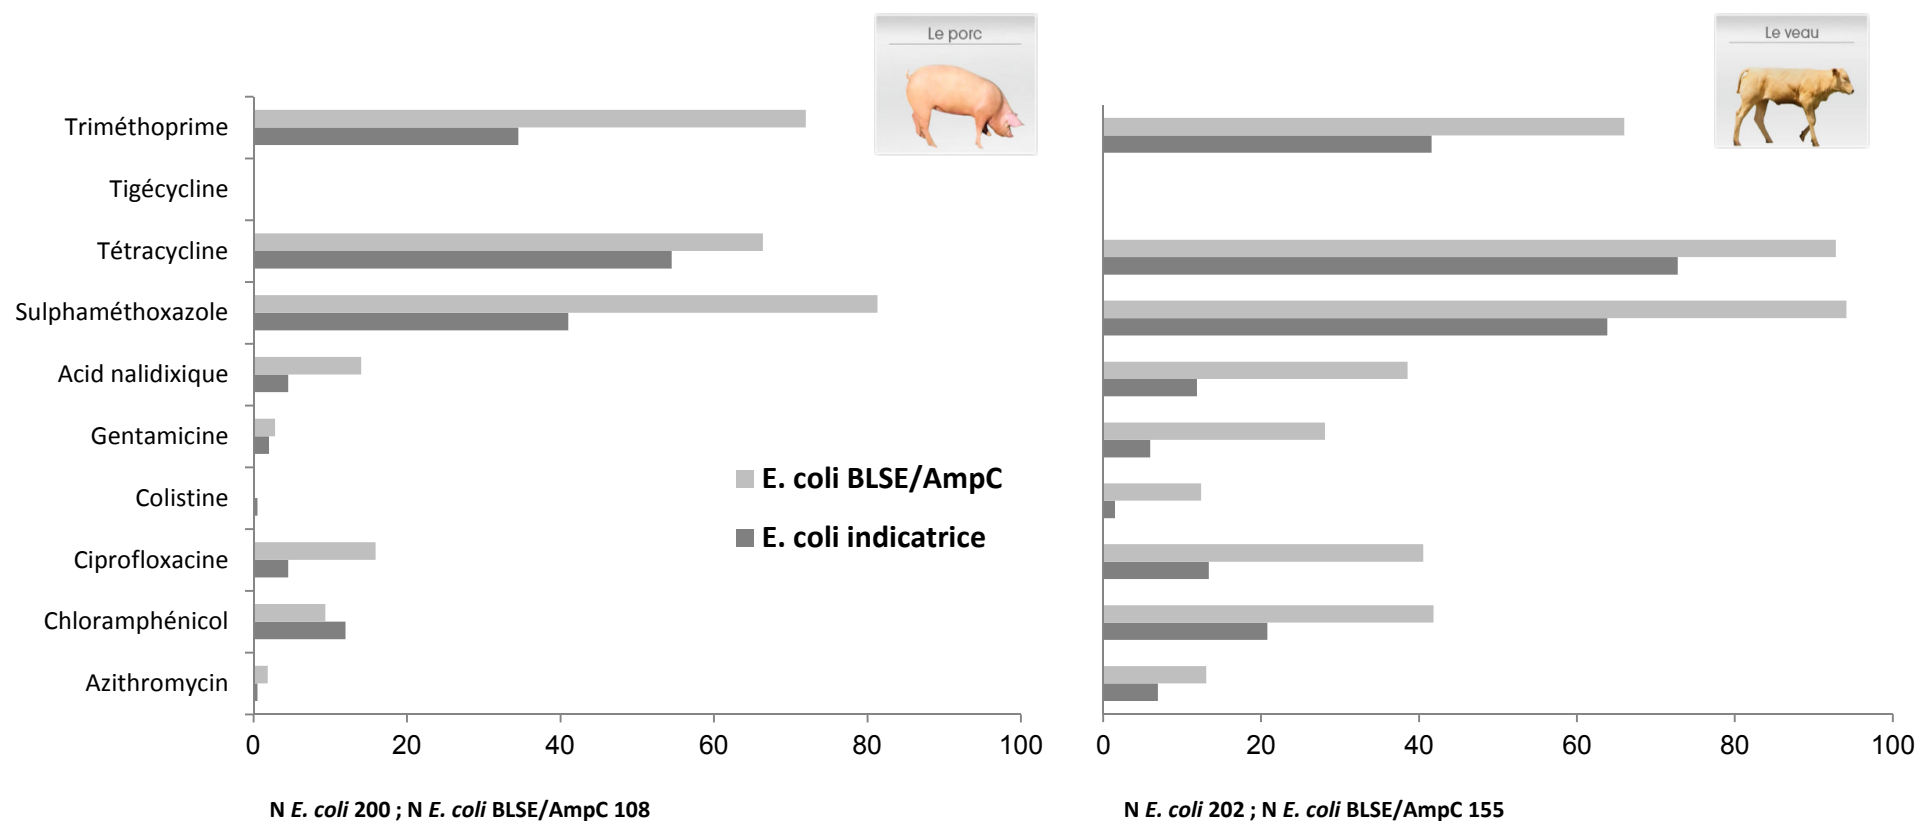 Le porc
Le veau
Triméthoprime
Tigécycline
Tétracycline
Sulphaméthoxazole
Acid nalidixique
Gentamicine
Colistine
Ciprofloxacine
Chloramphénicol
Azithromycin
E. coli BLSE/AmpC
E. coli indicatrice
0 20 40 60 80 100
0 20 40 60 80 100
N E. coli 200 ; N E. coli BLSE/AmpC 108
N E. coli 202 ; N E. coli BLSE/AmpC 155